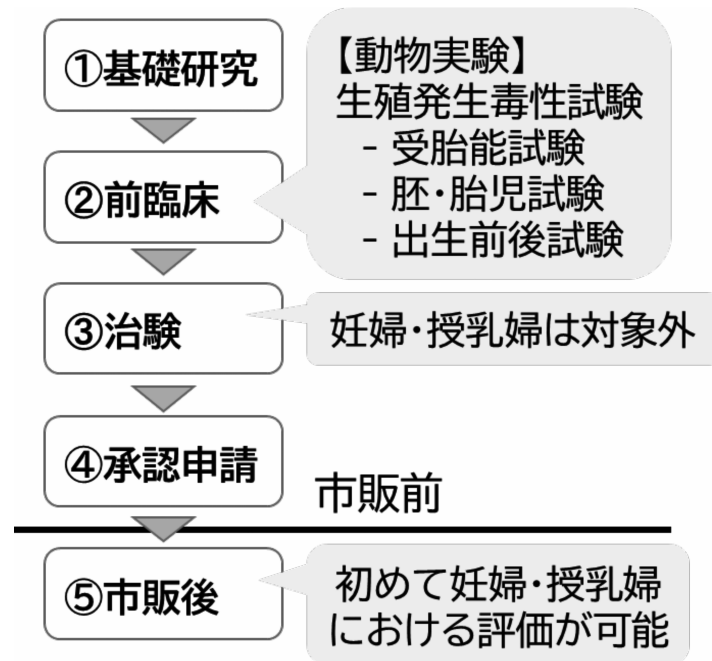 ①基礎研究
【動物実験】
生殖発生毒性試験
- 受胎能試験
- 胚・胎児試験
- 出生前後試験
②前臨床
③治験
妊婦・授乳婦は対象外
④承認申請
市販前
⑤市販後
初めて妊婦・授乳婦
における評価が可能